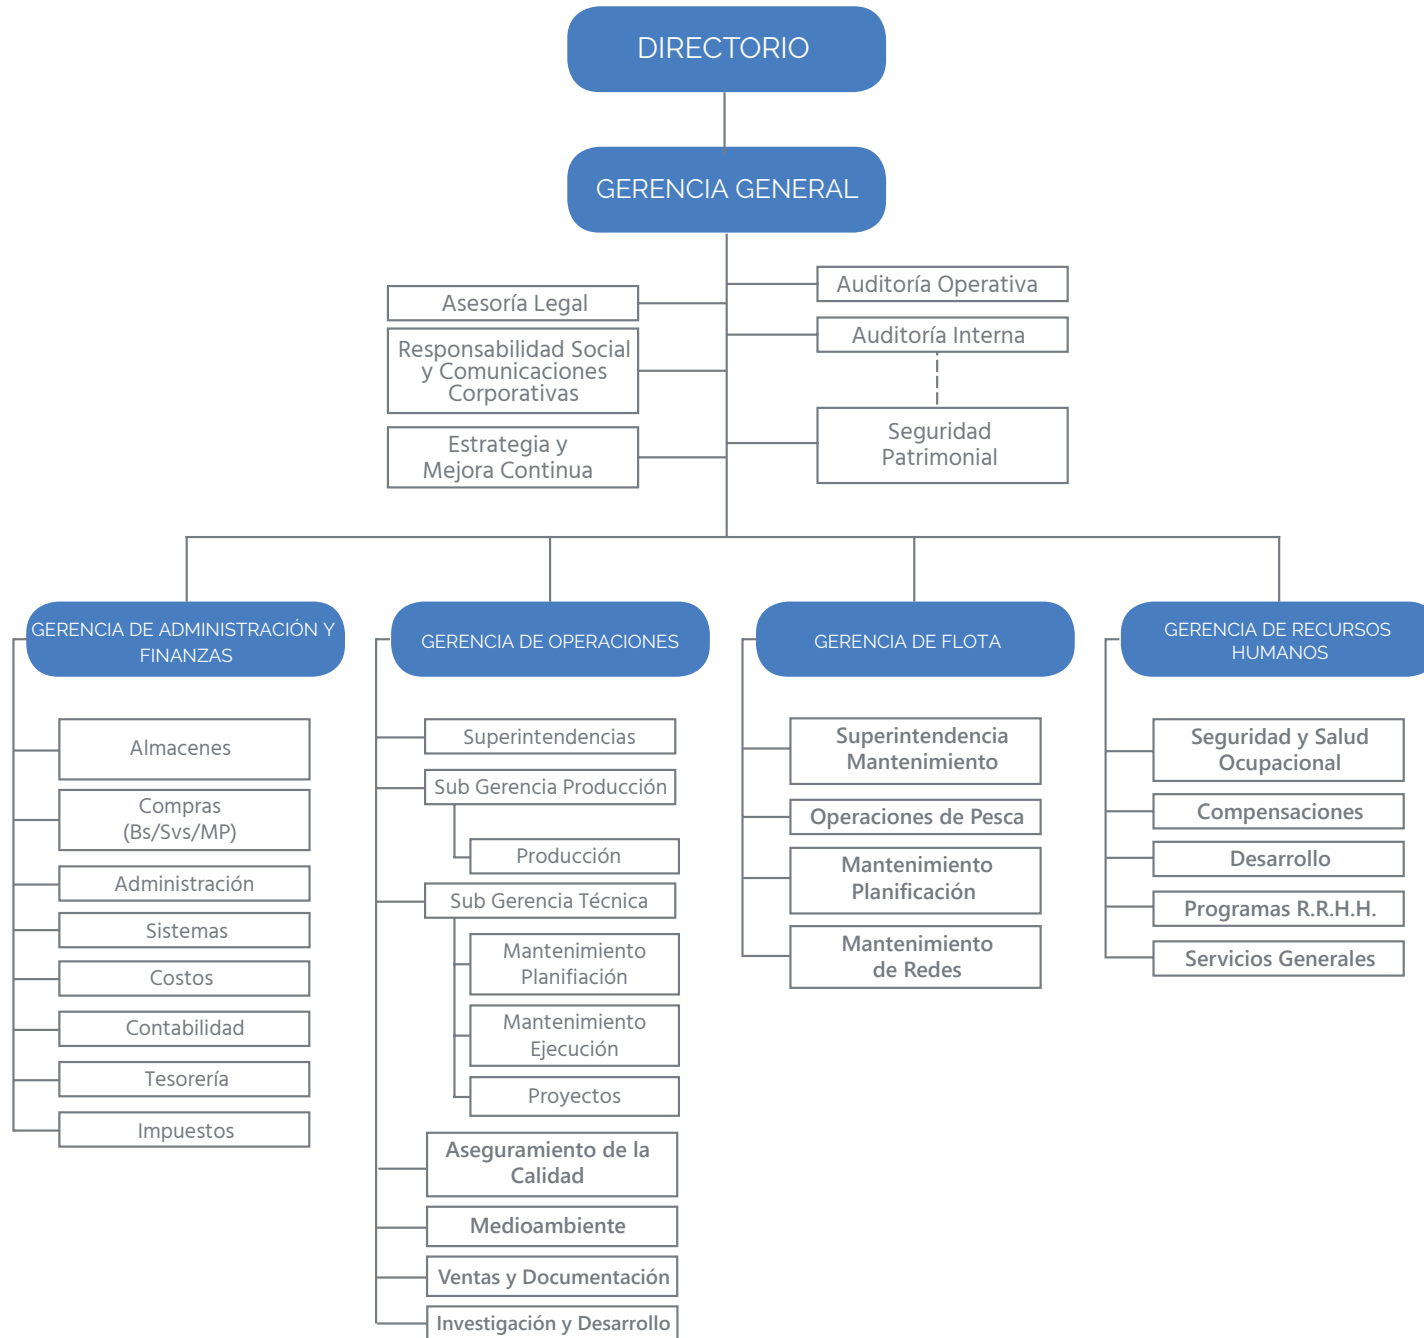 DIRECTORIO
GERENCIA GENERAL
Asesoría Legal
Responsabilidad Social
y Comunicaciones
Corporativas
Estrategia y
Mejora Continua
Auditoría Operativa
Auditoría Interna
Seguridad
Patrimonial
GERENCIA DE ADMINISTRACIÓN Y
FINANZAS
Almacenes
Compras
(Bs/Svs/MP)
Administración
Sistemas
Costos
Contabilidad
Tesorería
Impuestos
GERENCIA DE OPERACIONES
Superintendencias
Sub Gerencia Producción
Producción
Sub Gerencia Técnica
Mantenimiento
Planifiación
Mantenimiento
Ejecución
Proyectos
Aseguramiento de la
Calidad
Medioambiente
Ventas y Documentación
Investigación y Desarrollo
GERENCIA DE FLOTA
Superintendencia
Mantenimiento
Operaciones de Pesca
Mantenimiento
Planificación
Mantenimiento
de Redes
GERENCIA DE RECURSOS
HUMANOS
Seguridad y Salud
Ocupacional
Compensaciones
Desarrollo
Programas R.R.H.H.
Servicios Generales